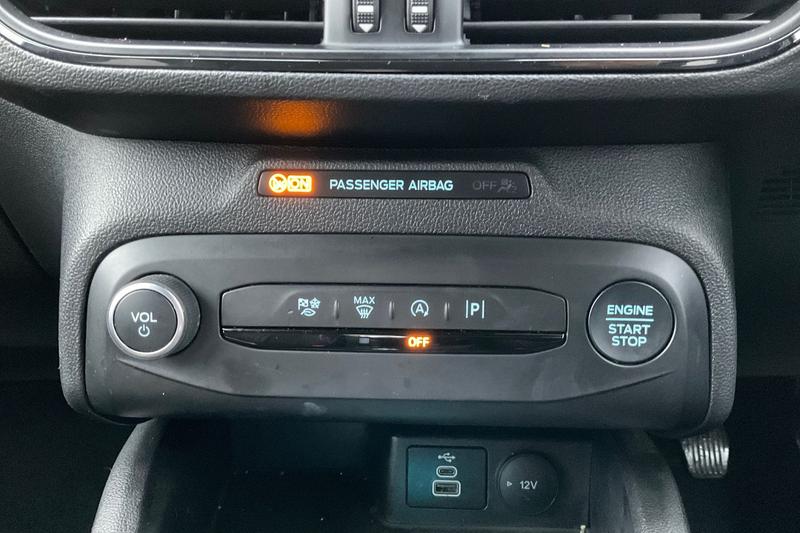 ON PASSENGER AIRBAG OFF
VOL
MAX
A
P
OFF
ENGINE
START
STOP
12V